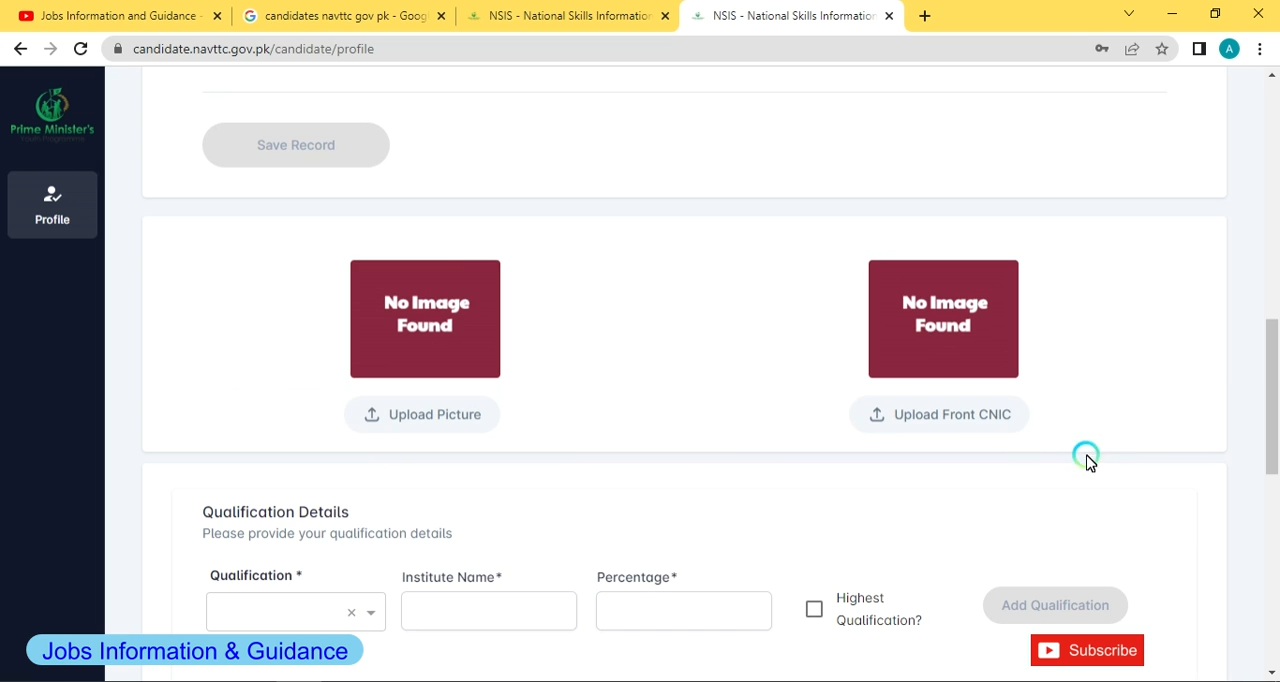 Jobs Information and Guidance -
candidates navttc gov pk - Goog
NSIS - National Skills Information
NSIS - National Skills Information
candidate.navttc.gov.pk/candidate/profile
A
Prime Minister's
Youth Programme
Profile
Save Record
No Image
Found
No Image
Found
Upload Picture
Upload Front CNIC
Qualification Details
Please provide your qualification details
Qualification *
Institute Name*
Percentage*
Highest
Qualification?
Add Qualification
Jobs Information & Guidance
Subscribe